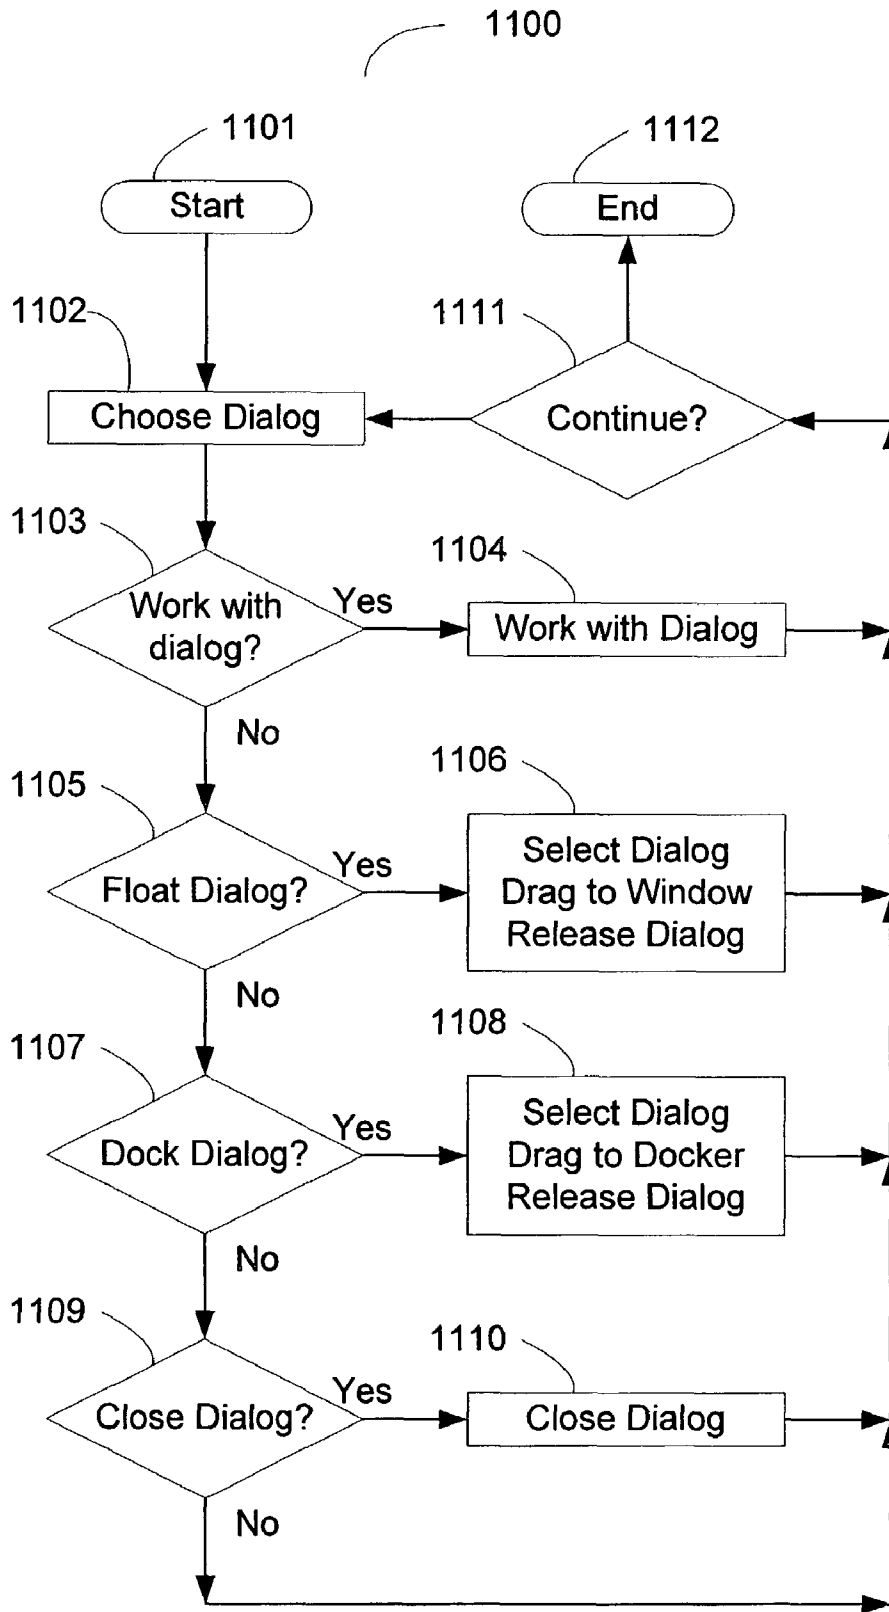 1100
1101
1112
Start
End
1102
1111
Choose Dialog
Continue?
1103
1104
Work with
dialog?
Yes
Work with Dialog
No
1105
1106
Float Dialog?
Yes
Select Dialog
Drag to Window
Release Dialog
No
1107
1108
Dock Dialog?
Yes
Select Dialog
Drag to Docker
Release Dialog
No
1109
1110
Close Dialog?
Yes
Close Dialog
No